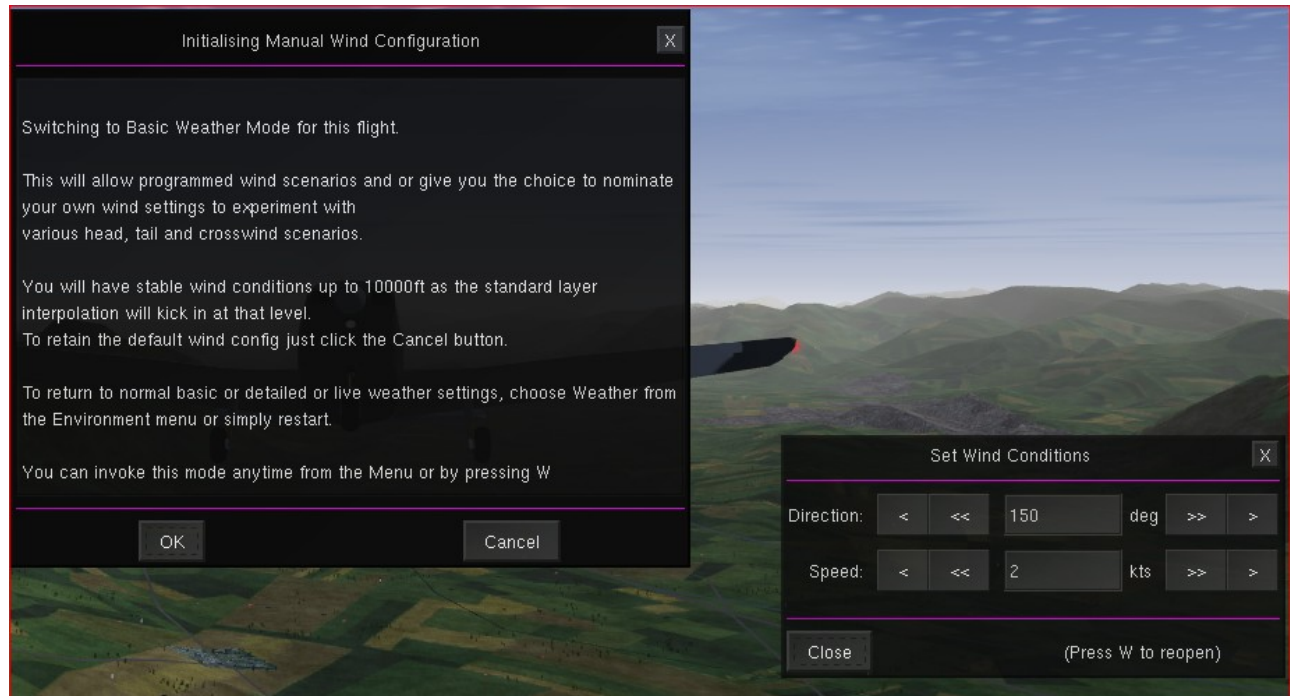 Initialising Manual Wind Configuration X
Switching to Basic Weather Mode for this flight.
This will allow programmed wind scenarios and or give you the choice to nominate
your own wind settings to experiment with
various head, tail and crosswind scenarios.
You will have stable wind conditions up to 10000ft as the standard layer
interpolation will kick in at that level.
To retain the default wind config just click the Cancel button.
To return to normal basic or detailed or live weather settings, choose Weather from
the Environment menu or simply restart.
You can invoke this mode anytime from the Menu or by pressing W
OK Cancel
Set Wind Conditions X
Direction: < << 150 deg >> >
Speed: < << 2 kts >> >
Close (Press W to reopen)